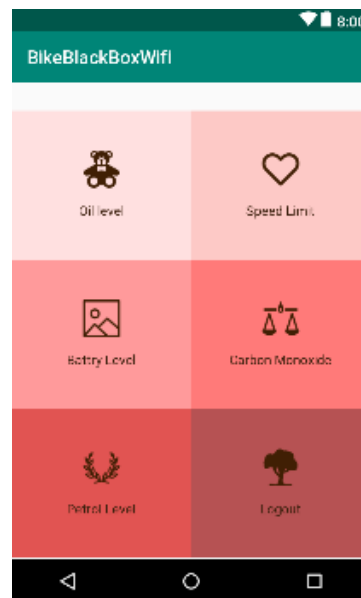 8:00
BikeBlackBoxWifi
Oil level
Speed Limit
Battry Level
Carbon Monoxide
Petrol Level
Logout